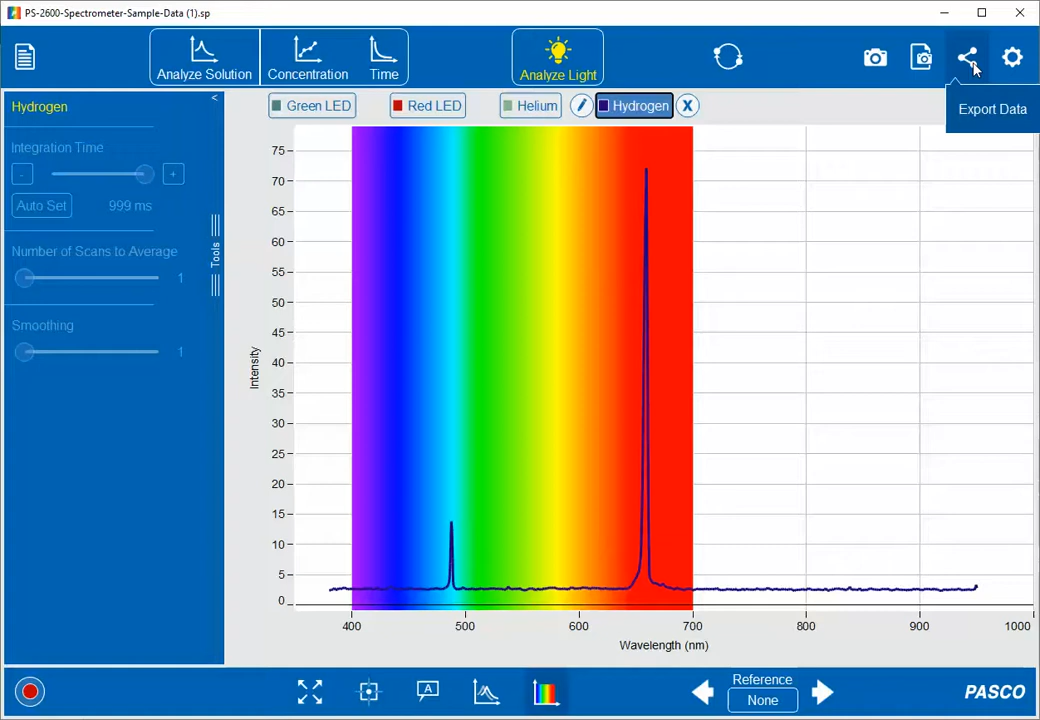 PS-2600-Spectrometer-Sample-Data (1).sp
Analyze Solution
Concentration
Time
Analyze Light
Export Data
Hydrogen
<
Integration Time
-
+
Auto Set
999 ms
Number of Scans to Average
1
Smoothing
1
Tools
Green LED
Red LED
Helium
Hydrogen
X
75
70
65
60
55
50
45
40
35
30
25
20
15
10
5
0
Intensity
400
500
600
700
800
900
1000
Wavelength (nm)
A
Reference
None
PASCO